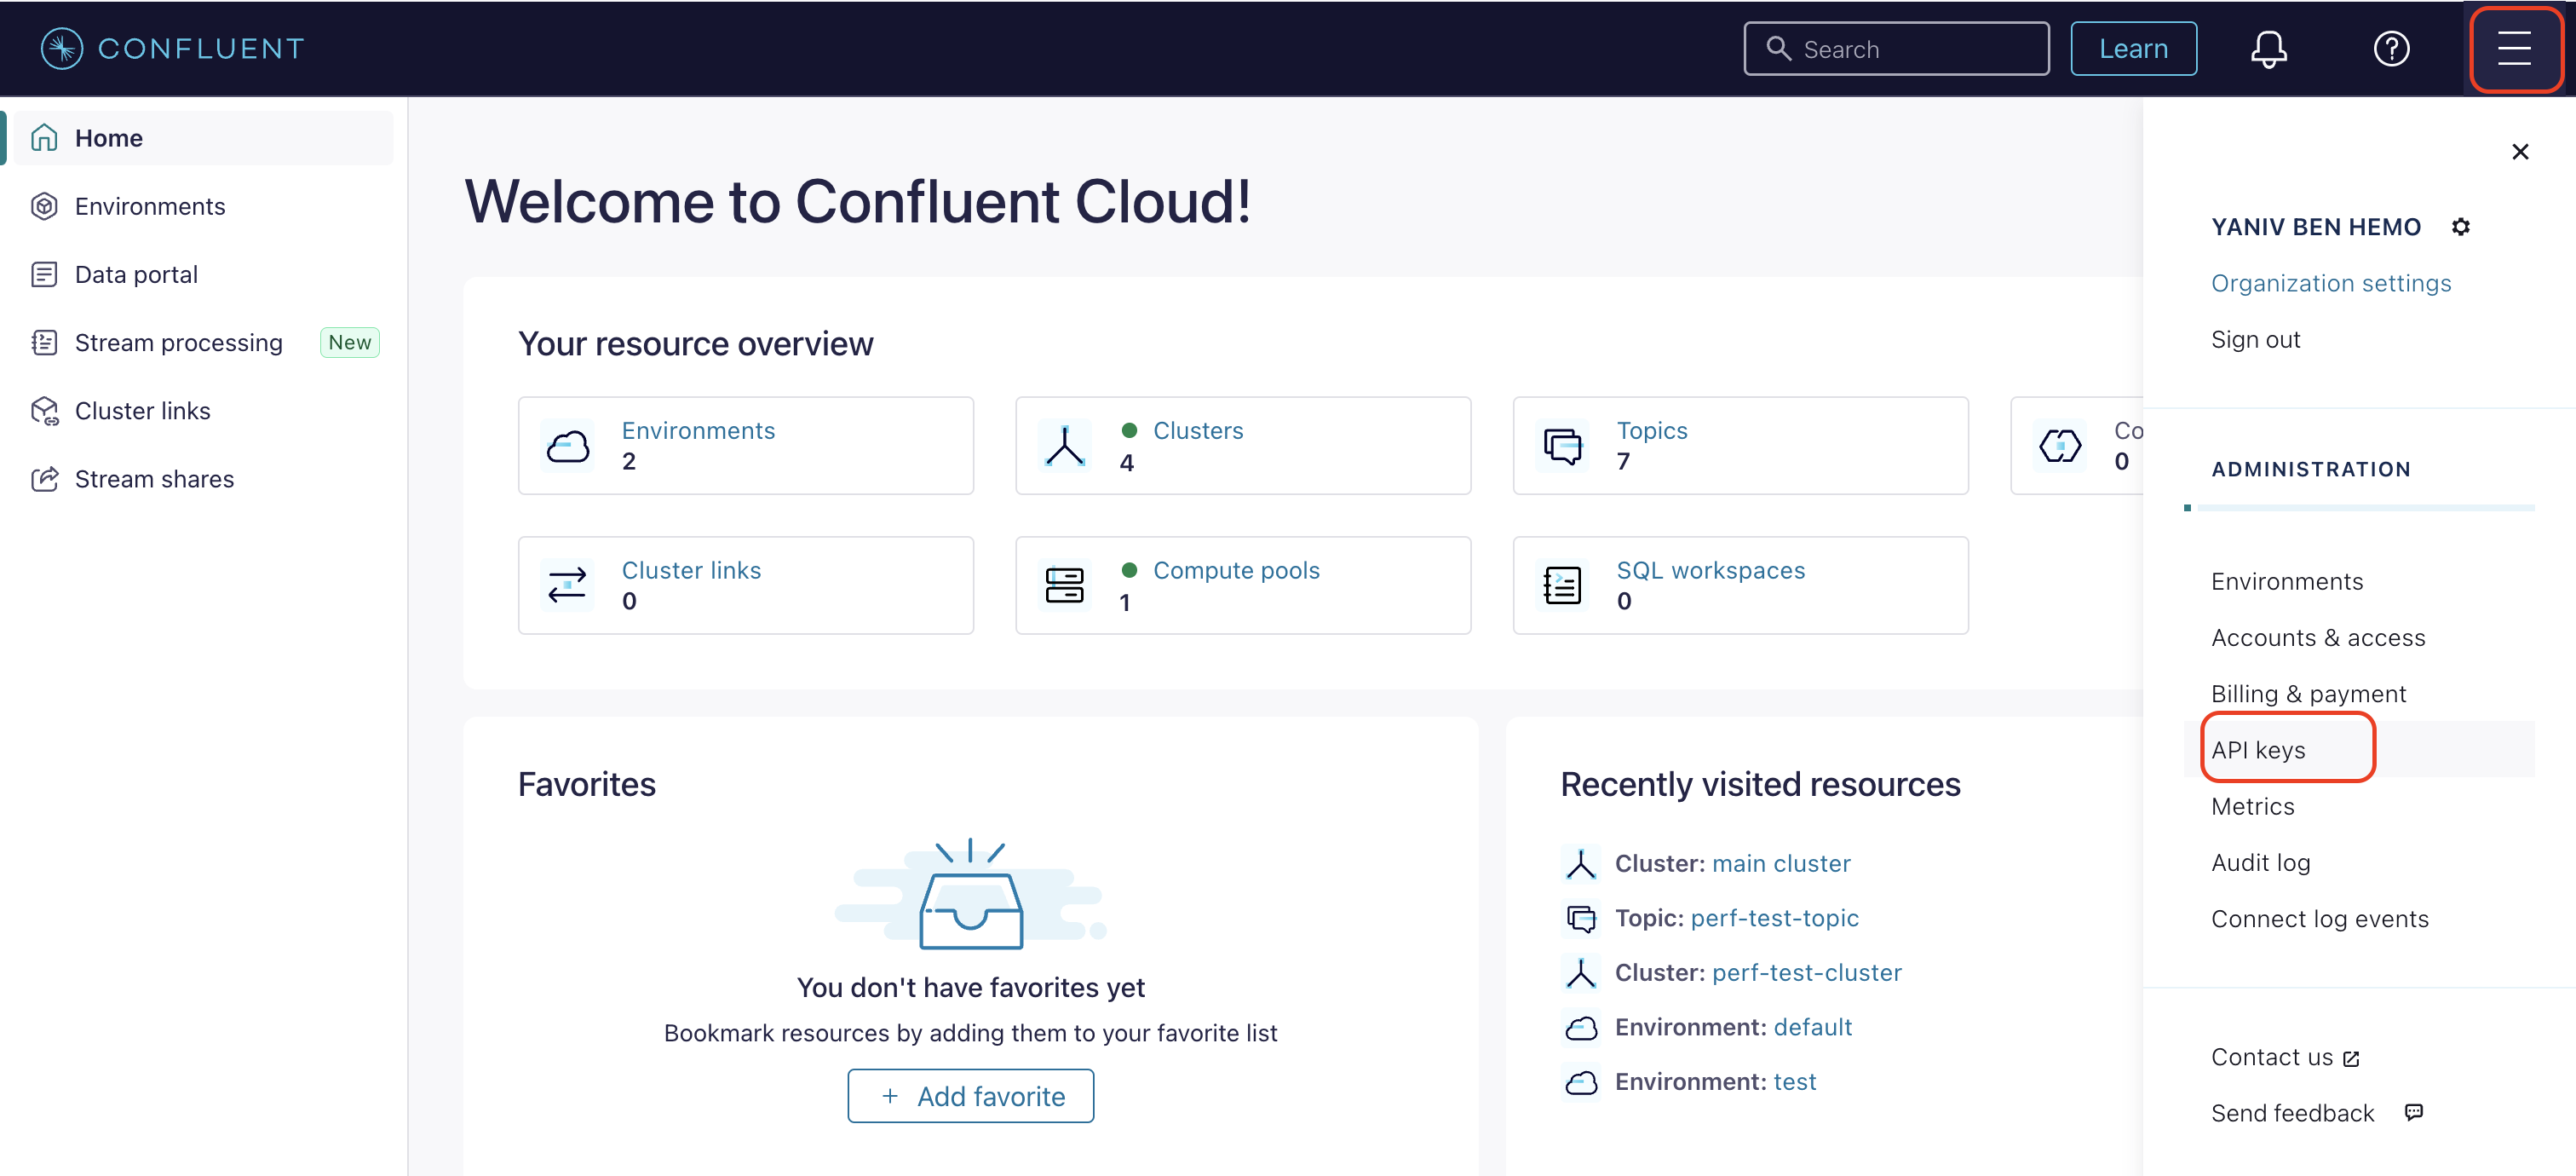 CONFLUENT
Search
Learn
Home
Environments
Data portal
Stream processing New
Cluster links
Stream shares
Welcome to Confluent Cloud!
Your resource overview
Environments
2
Clusters
4
Topics
7
Co
0
Cluster links
0
Compute pools
1
SQL workspaces
0
Favorites
You don't have favorites yet
Bookmark resources by adding them to your favorite list
+ Add favorite
Recently visited resources
Cluster: main cluster
Topic: perf-test-topic
Cluster: perf-test-cluster
Environment: default
Environment: test
YANIV BEN HEMO
Organization settings
Sign out
ADMINISTRATION
Environments
Accounts & access
Billing & payment
API keys
Metrics
Audit log
Connect log events
Contact us
Send feedback